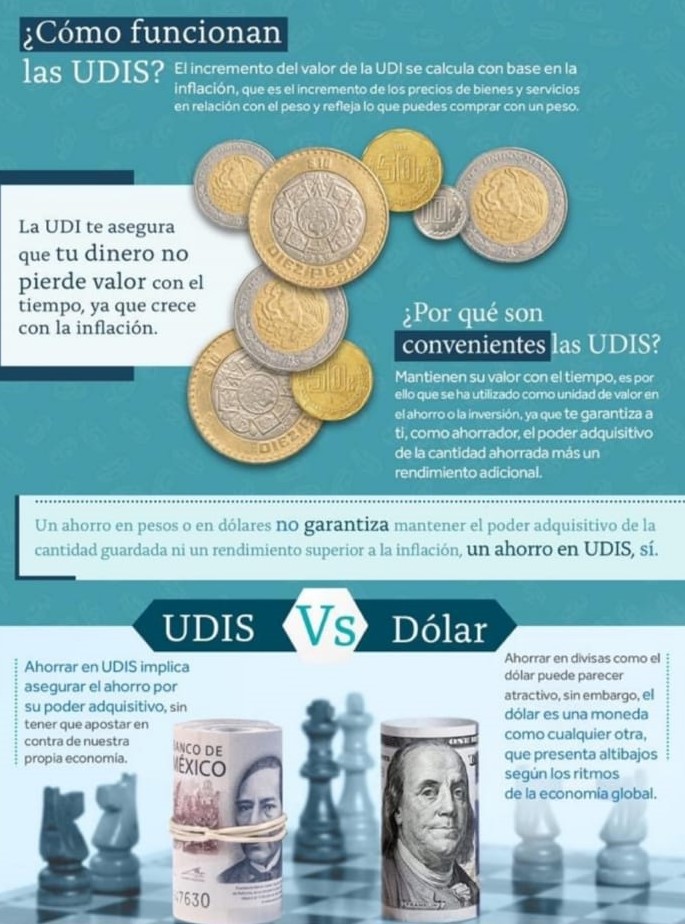 ¿Cómo funcionan
las UDIS?
El incremento del valor de la UDI se calcula con base en la
inflación, que es el incremento de los precios de bienes y servicios
en relación con el peso y refleja lo que puedes comprar con un peso.
La UDI te asegura
que tu dinero no
pierde valor con el
tiempo, ya que crece
con la inflación.
$10
DIEZ PESOS
50¢
10¢
¿Por qué son
convenientes las UDIS?
Mantienen su valor con el tiempo, es por
ello que se ha utilizado como unidad de valor en
el ahorro o la inversión, ya que te garantiza a
ti, como ahorrador, el poder adquisitivo
de la cantidad ahorrada más un
rendimiento adicional.
Un ahorro en pesos o en dólares no garantiza mantener el poder adquisitivo de la
cantidad guardada ni un rendimiento superior a la inflación, un ahorro en UDIS, sí.
UDIS Vs Dólar
Ahorrar en UDIS implica
asegurar el ahorro por
su poder adquisitivo, sin
tener que apostar en
contra de nuestra
propia economía.
Ahorrar en divisas como el
dólar puede parecer
atractivo, sin embargo, el
dólar es una moneda
como cualquier otra,
que presenta altibajos
según los ritmos
de la economía global.
ANCO DE
MÉXICO
47630